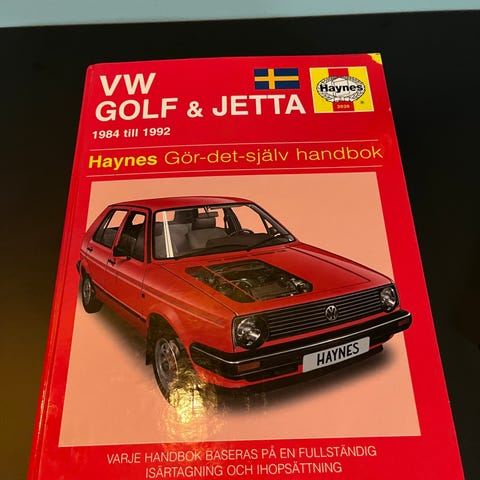 VW
GOLF & JETTA
1984 till 1992
Haynes
Haynes Gör-det-själv handbok
HAYNES
VARJE HANDBOK BASERAS PÅ EN FULLSTÄNDIG
ISÄRTAGNING OCH IHOPSÄTTNING